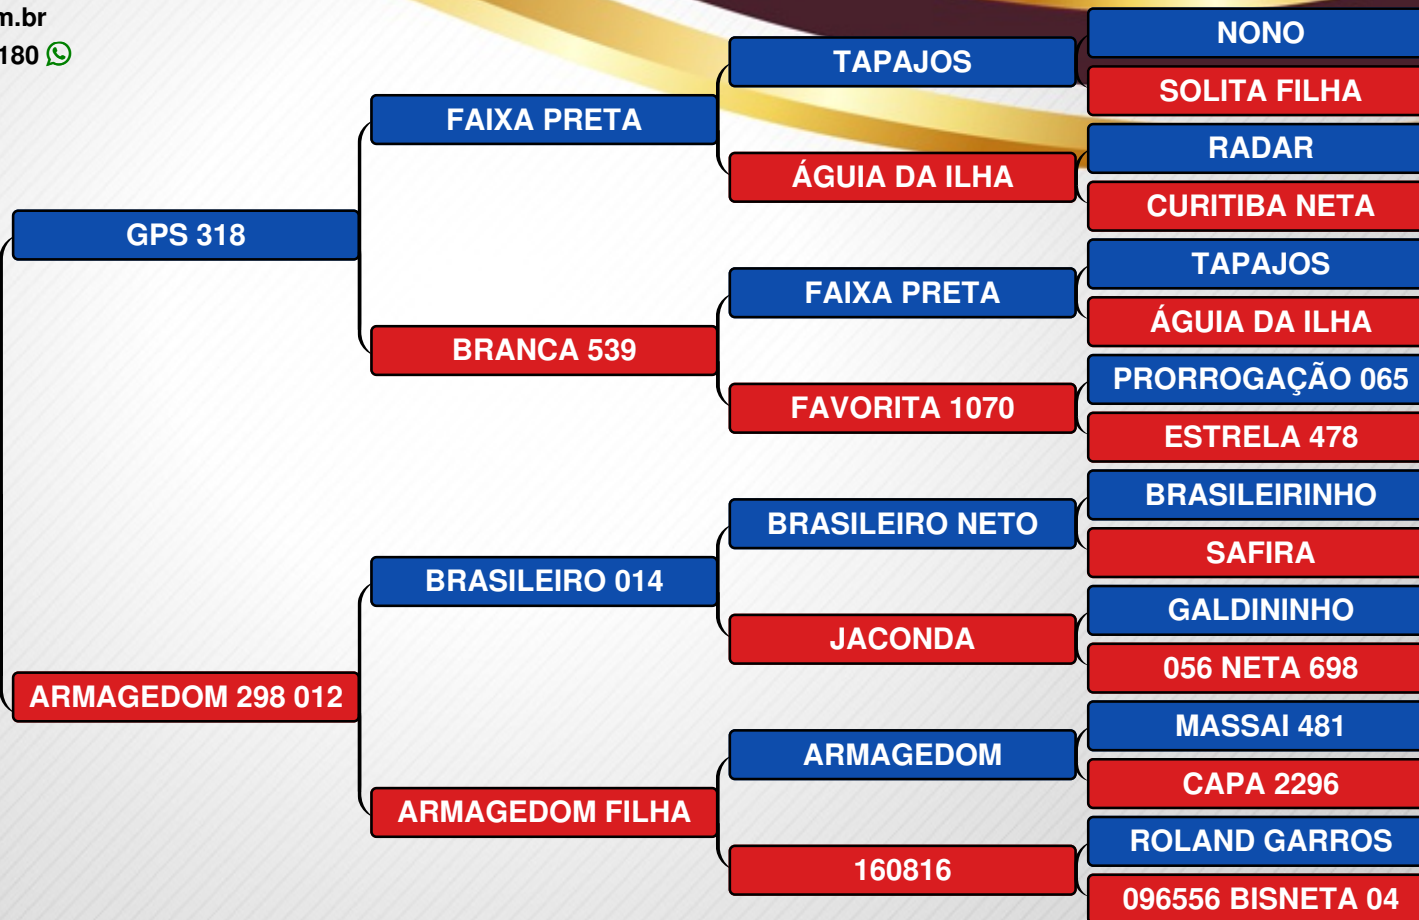 m.br
180
NONO
TAPAJOS
SOLITA FILHA
FAIXA PRETA
RADAR
ÁGUIA DA ILHA
CURITIBA NETA
GPS 318
TAPAJOS
FAIXA PRETA
ÁGUIA DA ILHA
BRANCA 539
PRORROGAÇÃO 065
FAVORITA 1070
ESTRELA 478
BRASILEIRINHO
BRASILEIRO NETO
SAFIRA
BRASILEIRO 014
GALDININHO
JACONDA
056 NETA 698
ARMAGEDOM 298 012
MASSAI 481
ARMAGEDOM
CAPA 2296
ARMAGEDOM FILHA
ROLAND GARROS
160816
096556 BISNETA 04